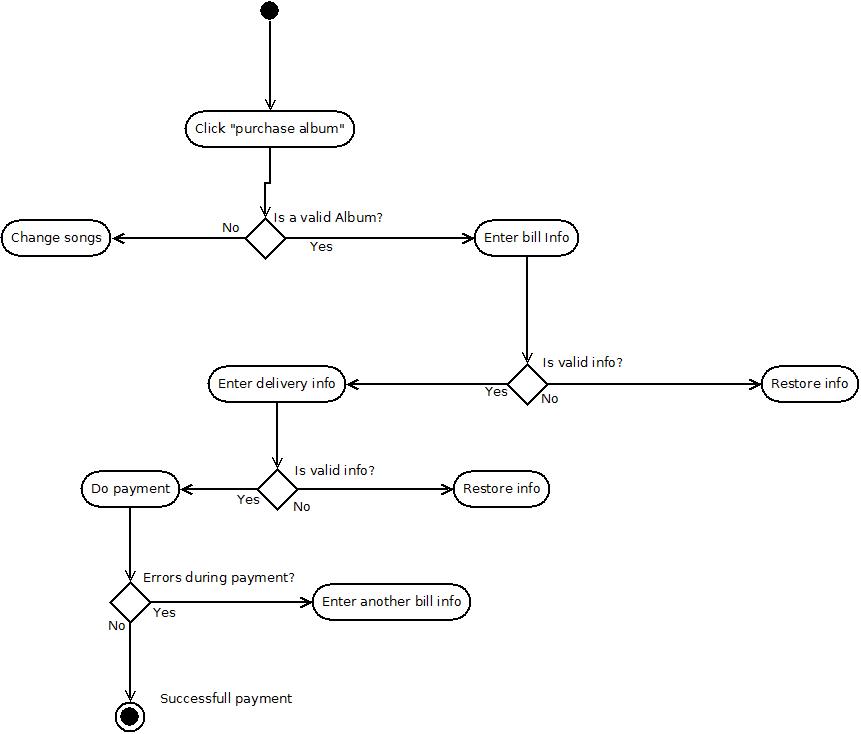 Click "purchase album"
Is a valid Album?
No
Change songs
Yes
Enter bill Info
Is valid info?
Enter delivery info
Yes
No
Restore info
Is valid info?
Do payment
Yes
No
Restore info
Errors during payment?
Yes
Enter another bill info
No
Successfull payment